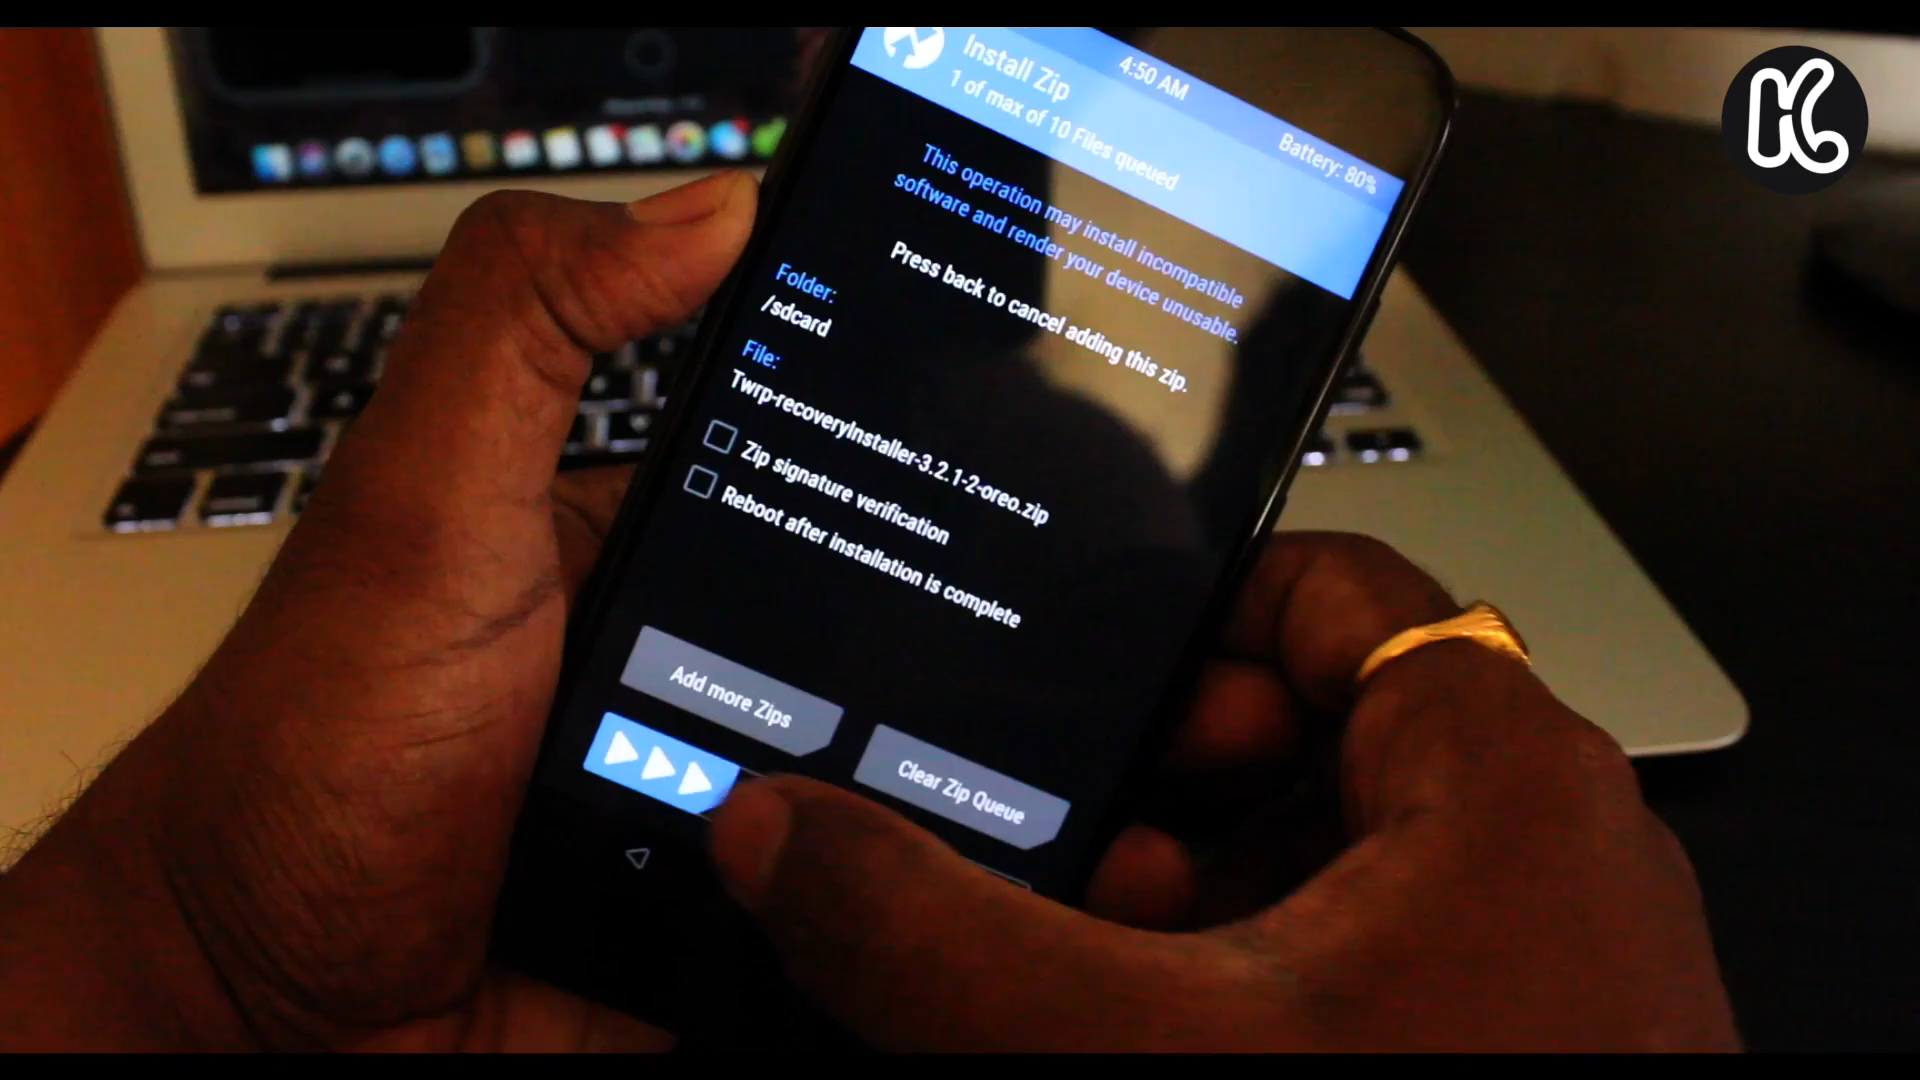 Install Zip
4:50 AM
1 of max of 10 Files queued
Battery: 80%
This operation may install incompatible
software and render your device unusable.
Press back to cancel adding this zip.
Folder:
/sdcard
File:
Twrp-recoveryInstaller-3.2.1-2-oreo.zip
Zip signature verification
Reboot after installation is complete
Add more Zips
Clear Zip Queue